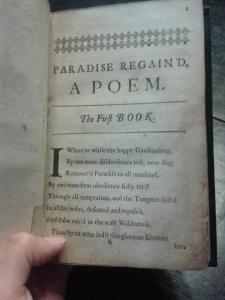 PARADISE REGAIN'D,
A POEM.
The First BOOK.
I Who e're while the happy Garden sung,
By one mans disobedience lost, now sing
Recover'd Paradise to all mankind,
By one mans firm obedience fully tri'd
Through all temptation, and the Tempter foil'd
In all his wiles, defeated and repuls't,
And Eden rais'd in the wast Wilderness.
Thou Spirit who ledst this glorious Eremite
B
Into